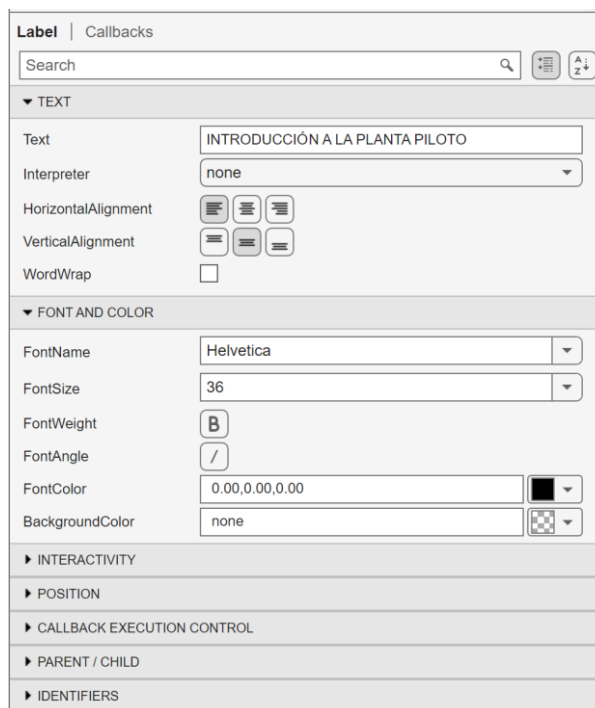 Label | Callbacks
Search
TEXT
Text INTRODUCCIÓN A LA PLANTA PILOTO
Interpreter none
HorizontalAlignment
VerticalAlignment
WordWrap
FONT AND COLOR
FontName Helvetica
FontSize 36
FontWeight B
FontAngle /
FontColor 0.00,0.00,0.00
BackgroundColor none
INTERACTIVITY
POSITION
CALLBACK EXECUTION CONTROL
PARENT / CHILD
IDENTIFIERS